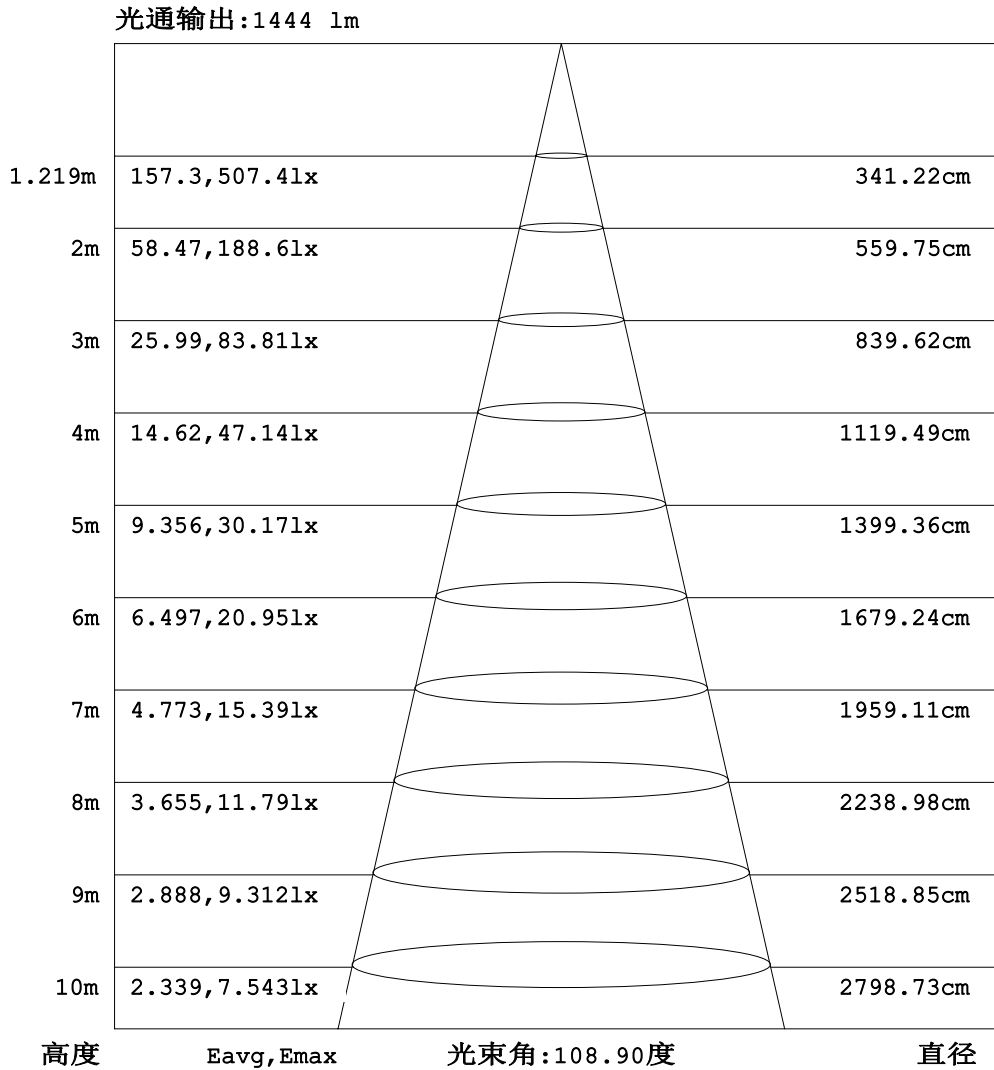 光通输出:1444 lm
1.219m 157.3,507.4lx 341.22cm
2m 58.47,188.6lx 559.75cm
3m 25.99,83.81lx 839.62cm
4m 14.62,47.14lx 1119.49cm
5m 9.356,30.17lx 1399.36cm
6m 6.497,20.95lx 1679.24cm
7m 4.773,15.39lx 1959.11cm
8m 3.655,11.79lx 2238.98cm
9m 2.888,9.312lx 2518.85cm
10m 2.339,7.543lx 2798.73cm
高度 Eavg,Emax 光束角:108.90度 直径